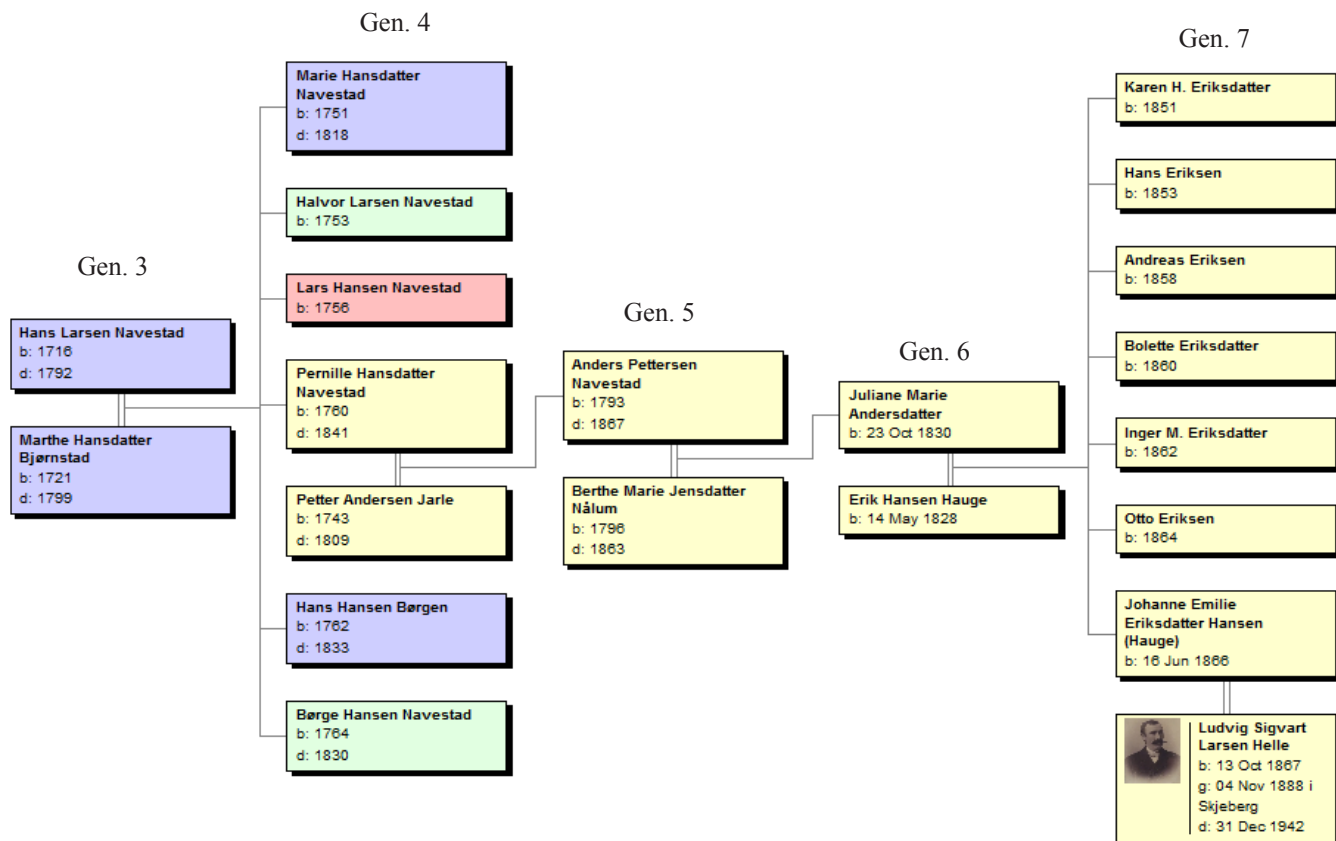 Gen. 3
Hans Larsen Navestad
b: 1716
d: 1792
Marthe Hansdatter
Bjørnstad
b: 1721
d: 1799
Gen. 4
Marie Hansdatter
Navestad
b: 1751
d: 1818
Halvor Larsen Navestad
b: 1753
Lars Hansen Navestad
b: 1756
Pernille Hansdatter
Navestad
b: 1760
d: 1841
Petter Andersen Jarle
b: 1743
d: 1809
Hans Hansen Børgen
b: 1762
d: 1833
Børge Hansen Navestad
b: 1764
d: 1830
Gen. 5
Anders Pettersen
Navestad
b: 1793
d: 1867
Berthe Marie Jensdatter
Nålum
b: 1796
d: 1863
Gen. 6
Juliane Marie
Andersdatter
b: 23 Oct 1830
Erik Hansen Hauge
b: 14 May 1828
Gen. 7
Karen H. Eriksdatter
b: 1851
Hans Eriksen
b: 1853
Andreas Eriksen
b: 1858
Bolette Eriksdatter
b: 1860
Inger M. Eriksdatter
b: 1862
Otto Eriksen
b: 1864
Johanne Emilie
Eriksdatter Hansen
(Hauge)
b: 16 Jun 1866
Ludvig Sigvart
Larsen Helle
b: 13 Oct 1867
g: 04 Nov 1888 i
Skjeberg
d: 31 Dec 1942